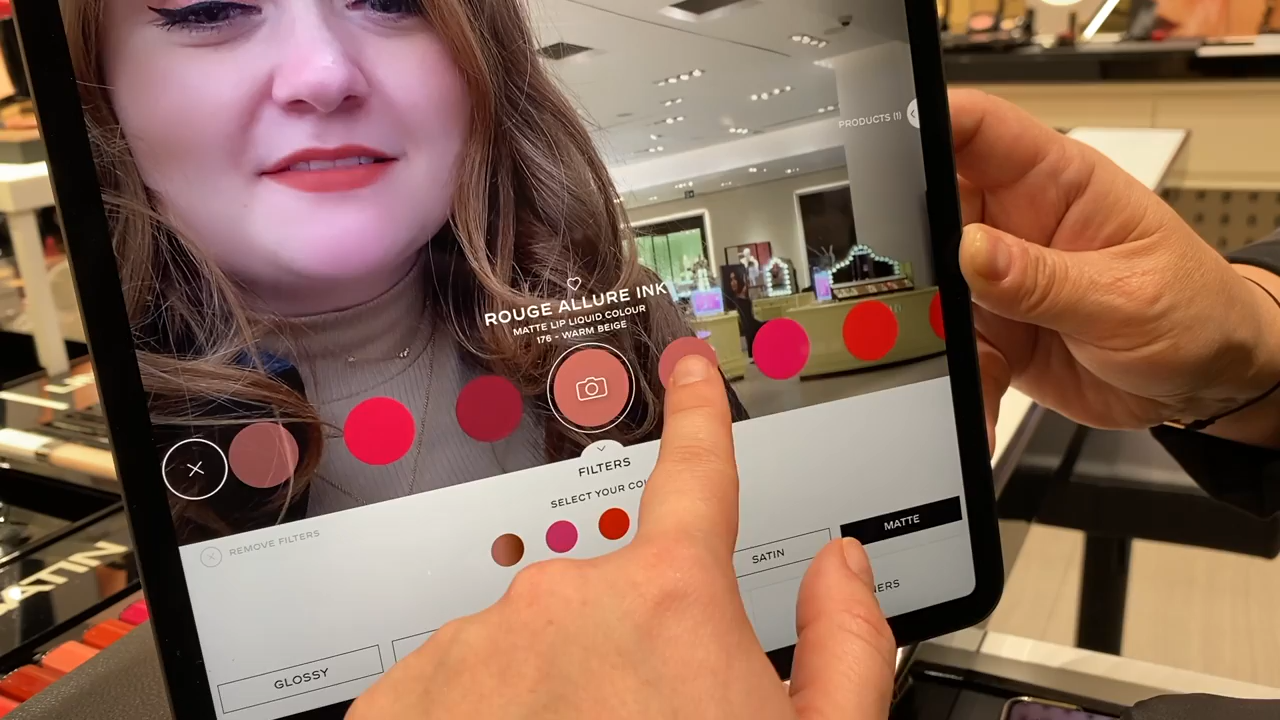 PRODUCTS (1)
ROUGE ALLURE INK
MATTE LIP LIQUID COLOUR
176 - WARM BEIGE
FILTERS
SELECT YOUR
REMOVE FILTERS
SATIN
MATTE
GLOSSY